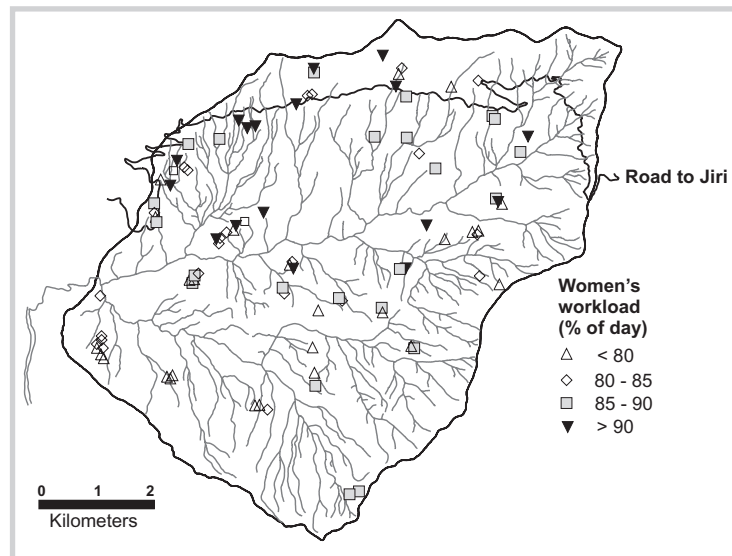 Road to Jiri
Women's
workload
(% of day)
< 80
80 - 85
85 - 90
> 90
0 1 2
Kilometers